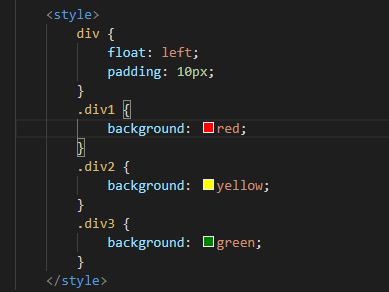 <style>
div {
float: left;
padding: 10px;
}
.div1 {
background: red;
}
.div2 {
background: yellow;
}
.div3 {
background: green;
}
</style>